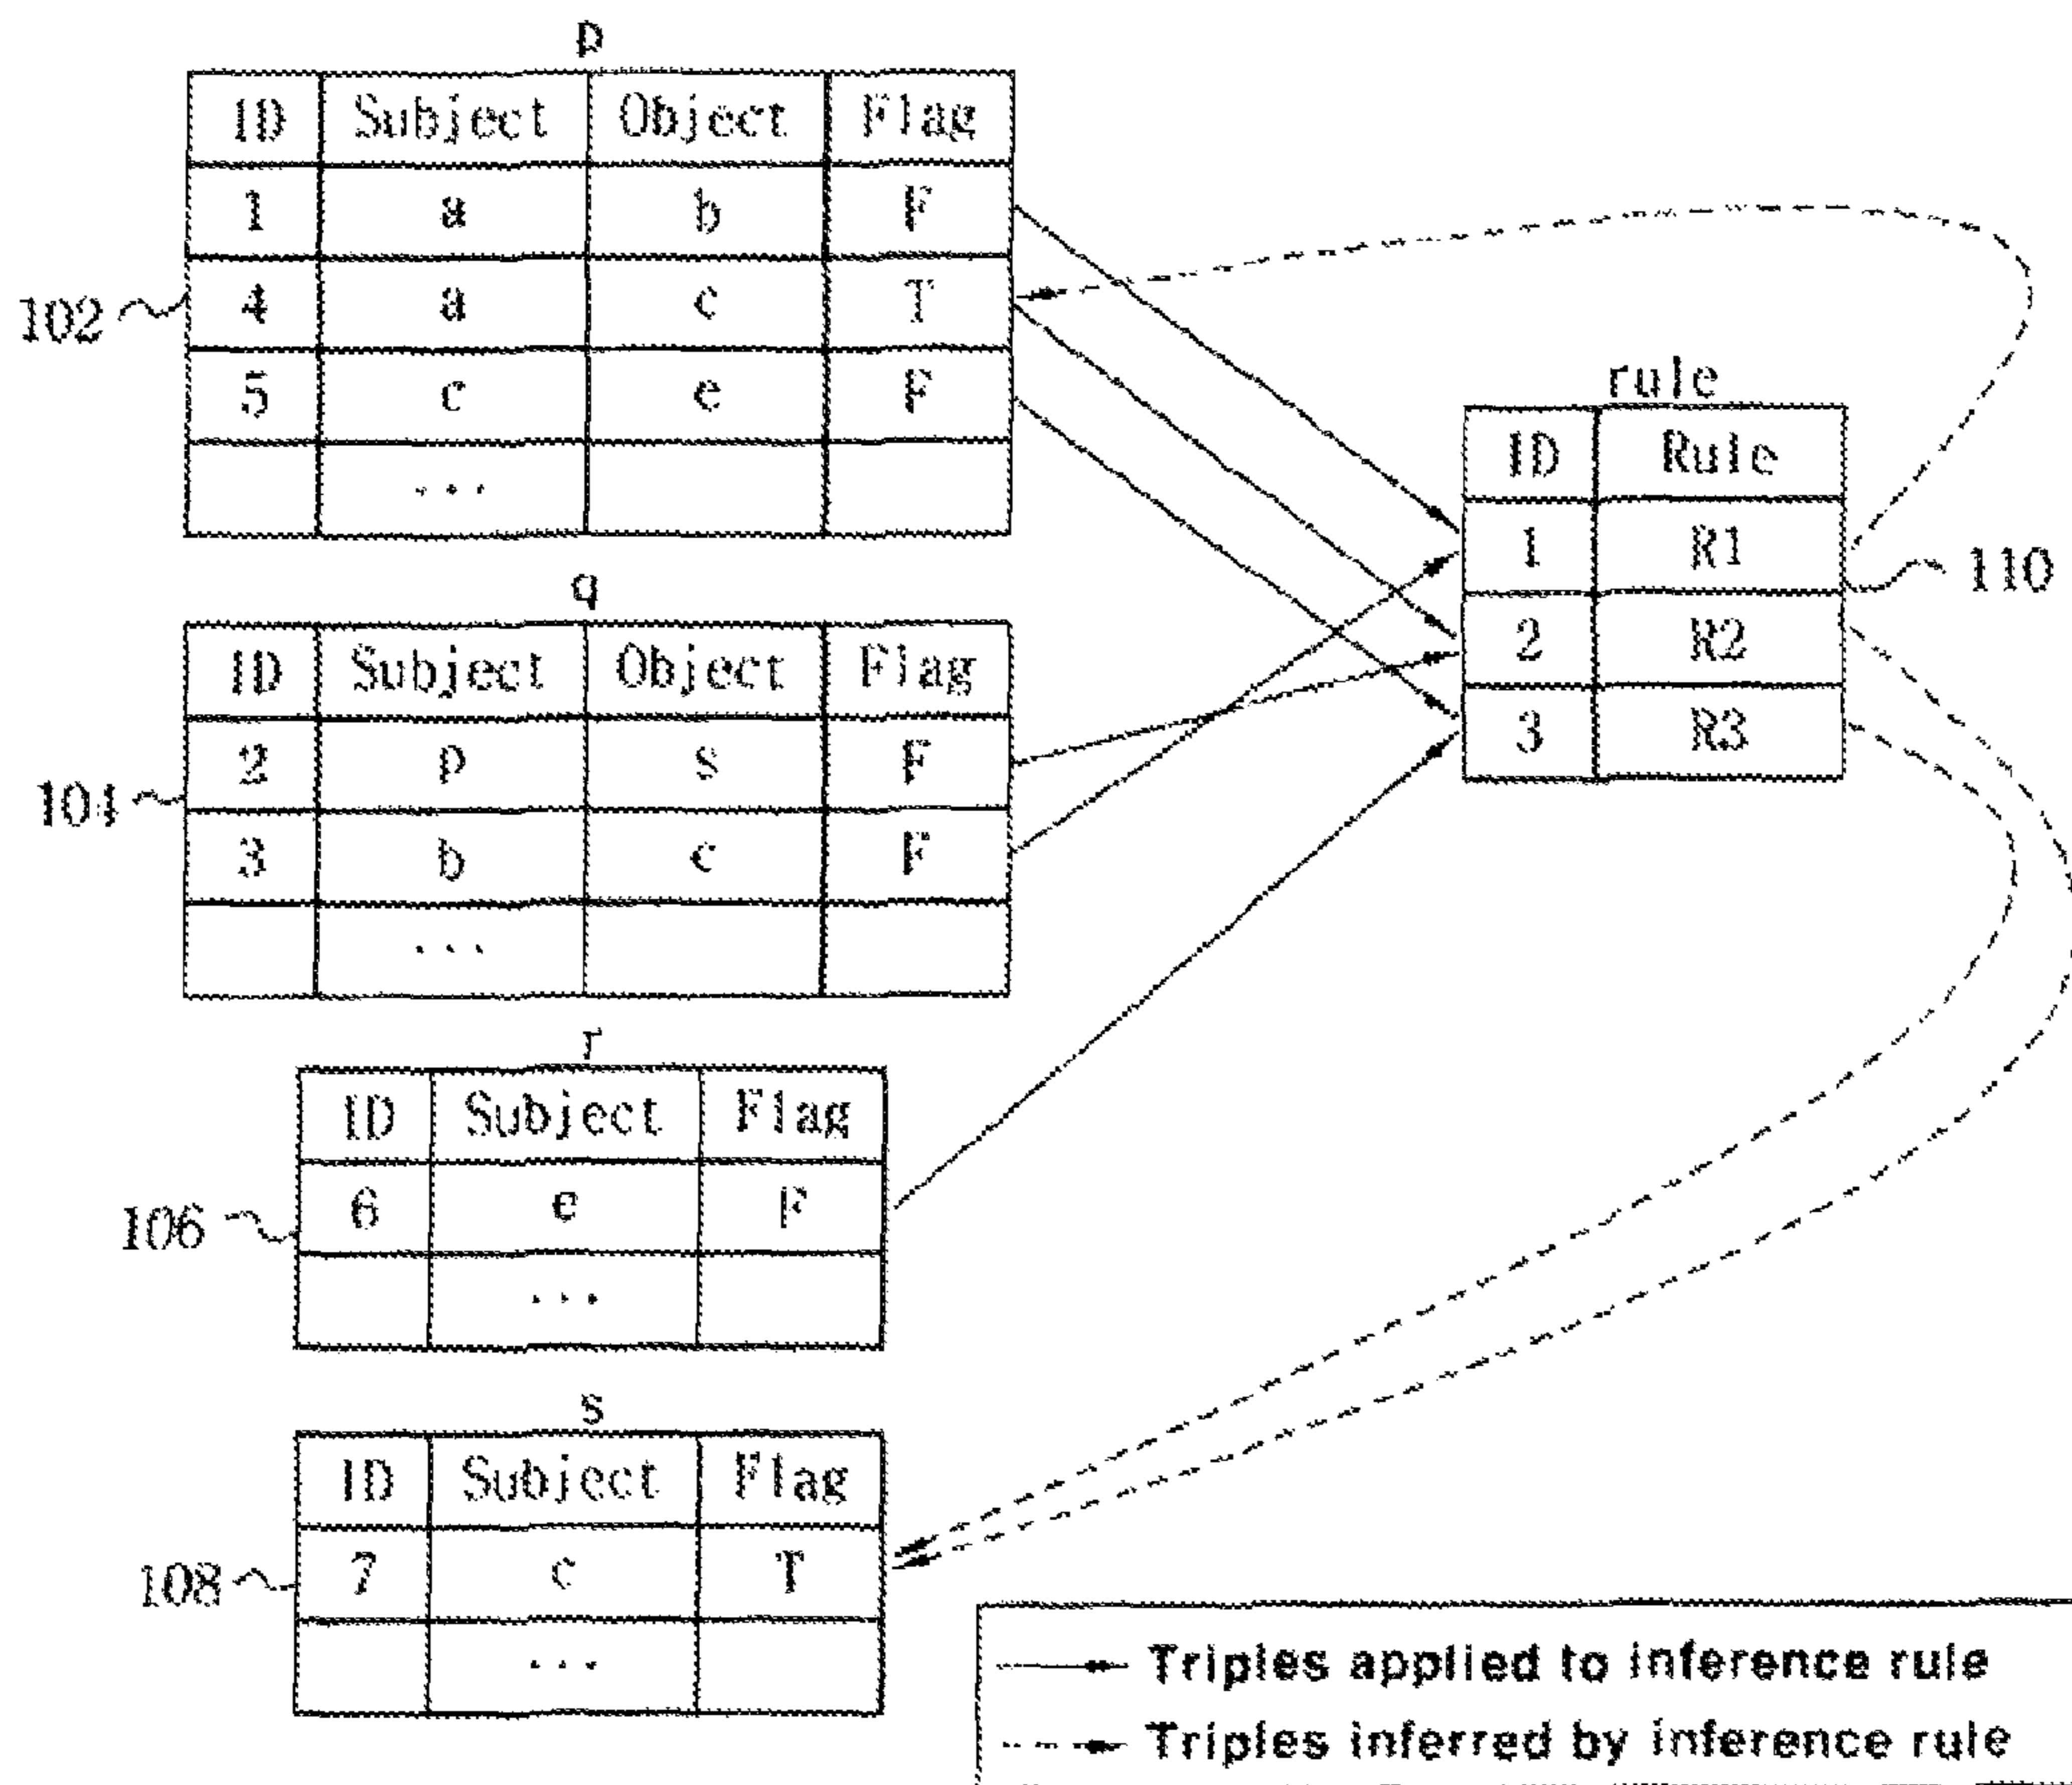 p
ID Subject Object Flag
1 a b F
102
4 a c T
5 c e F
...
rule
ID Rule
1 R1
110
2 R2
3 R3
q
ID Subject Object Flag
2 p s F
104
3 b c F
...
r
ID Subject Flag
106
6 e F
...
s
ID Subject Flag
108
7 c T
...
Triples applied to inference rule
Triples inferred by inference rule